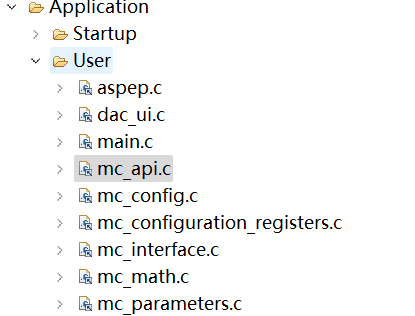 Application
Startup
User
aspep.c
dac_ui.c
main.c
mc_api.c
mc_config.c
mc_configuration_registers.c
mc_interface.c
mc_math.c
mc_parameters.c